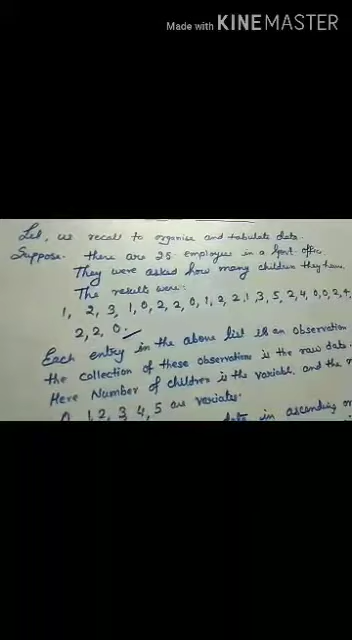 Made with KINEMASTER
Let, us recall to organise and tabulate data.
Suppose. there are 25 employees in a Govt. office.
They were asked how many children they have.
The results were:
1, 2, 3, 1, 0, 2, 2, 0, 1, 2, 2, 1, 3, 5, 2, 4, 0, 0, 2, 4,
2, 2, 0.
Each entry in the above list is an observation
the collection of these observations is the raw data.
Here Number of children is the variable. and the
0, 1, 2, 3, 4, 5 are variates.
data in ascending